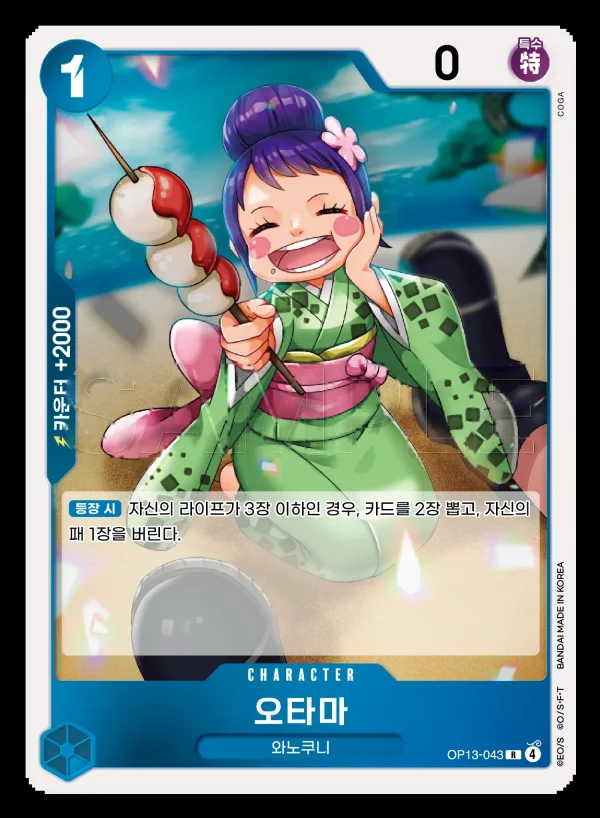 1
0
특수
特
COGA
카운터 +2000
SAMPLE
등장 시 자신의 라이프가 3장 이하인 경우, 카드를 2장 뽑고, 자신의
패 1장을 버린다.
CHARACTER
오타마
와노쿠니
OP13-043 R 4
©EO/S ©O/S·F·T BANDAI MADE IN KOREA